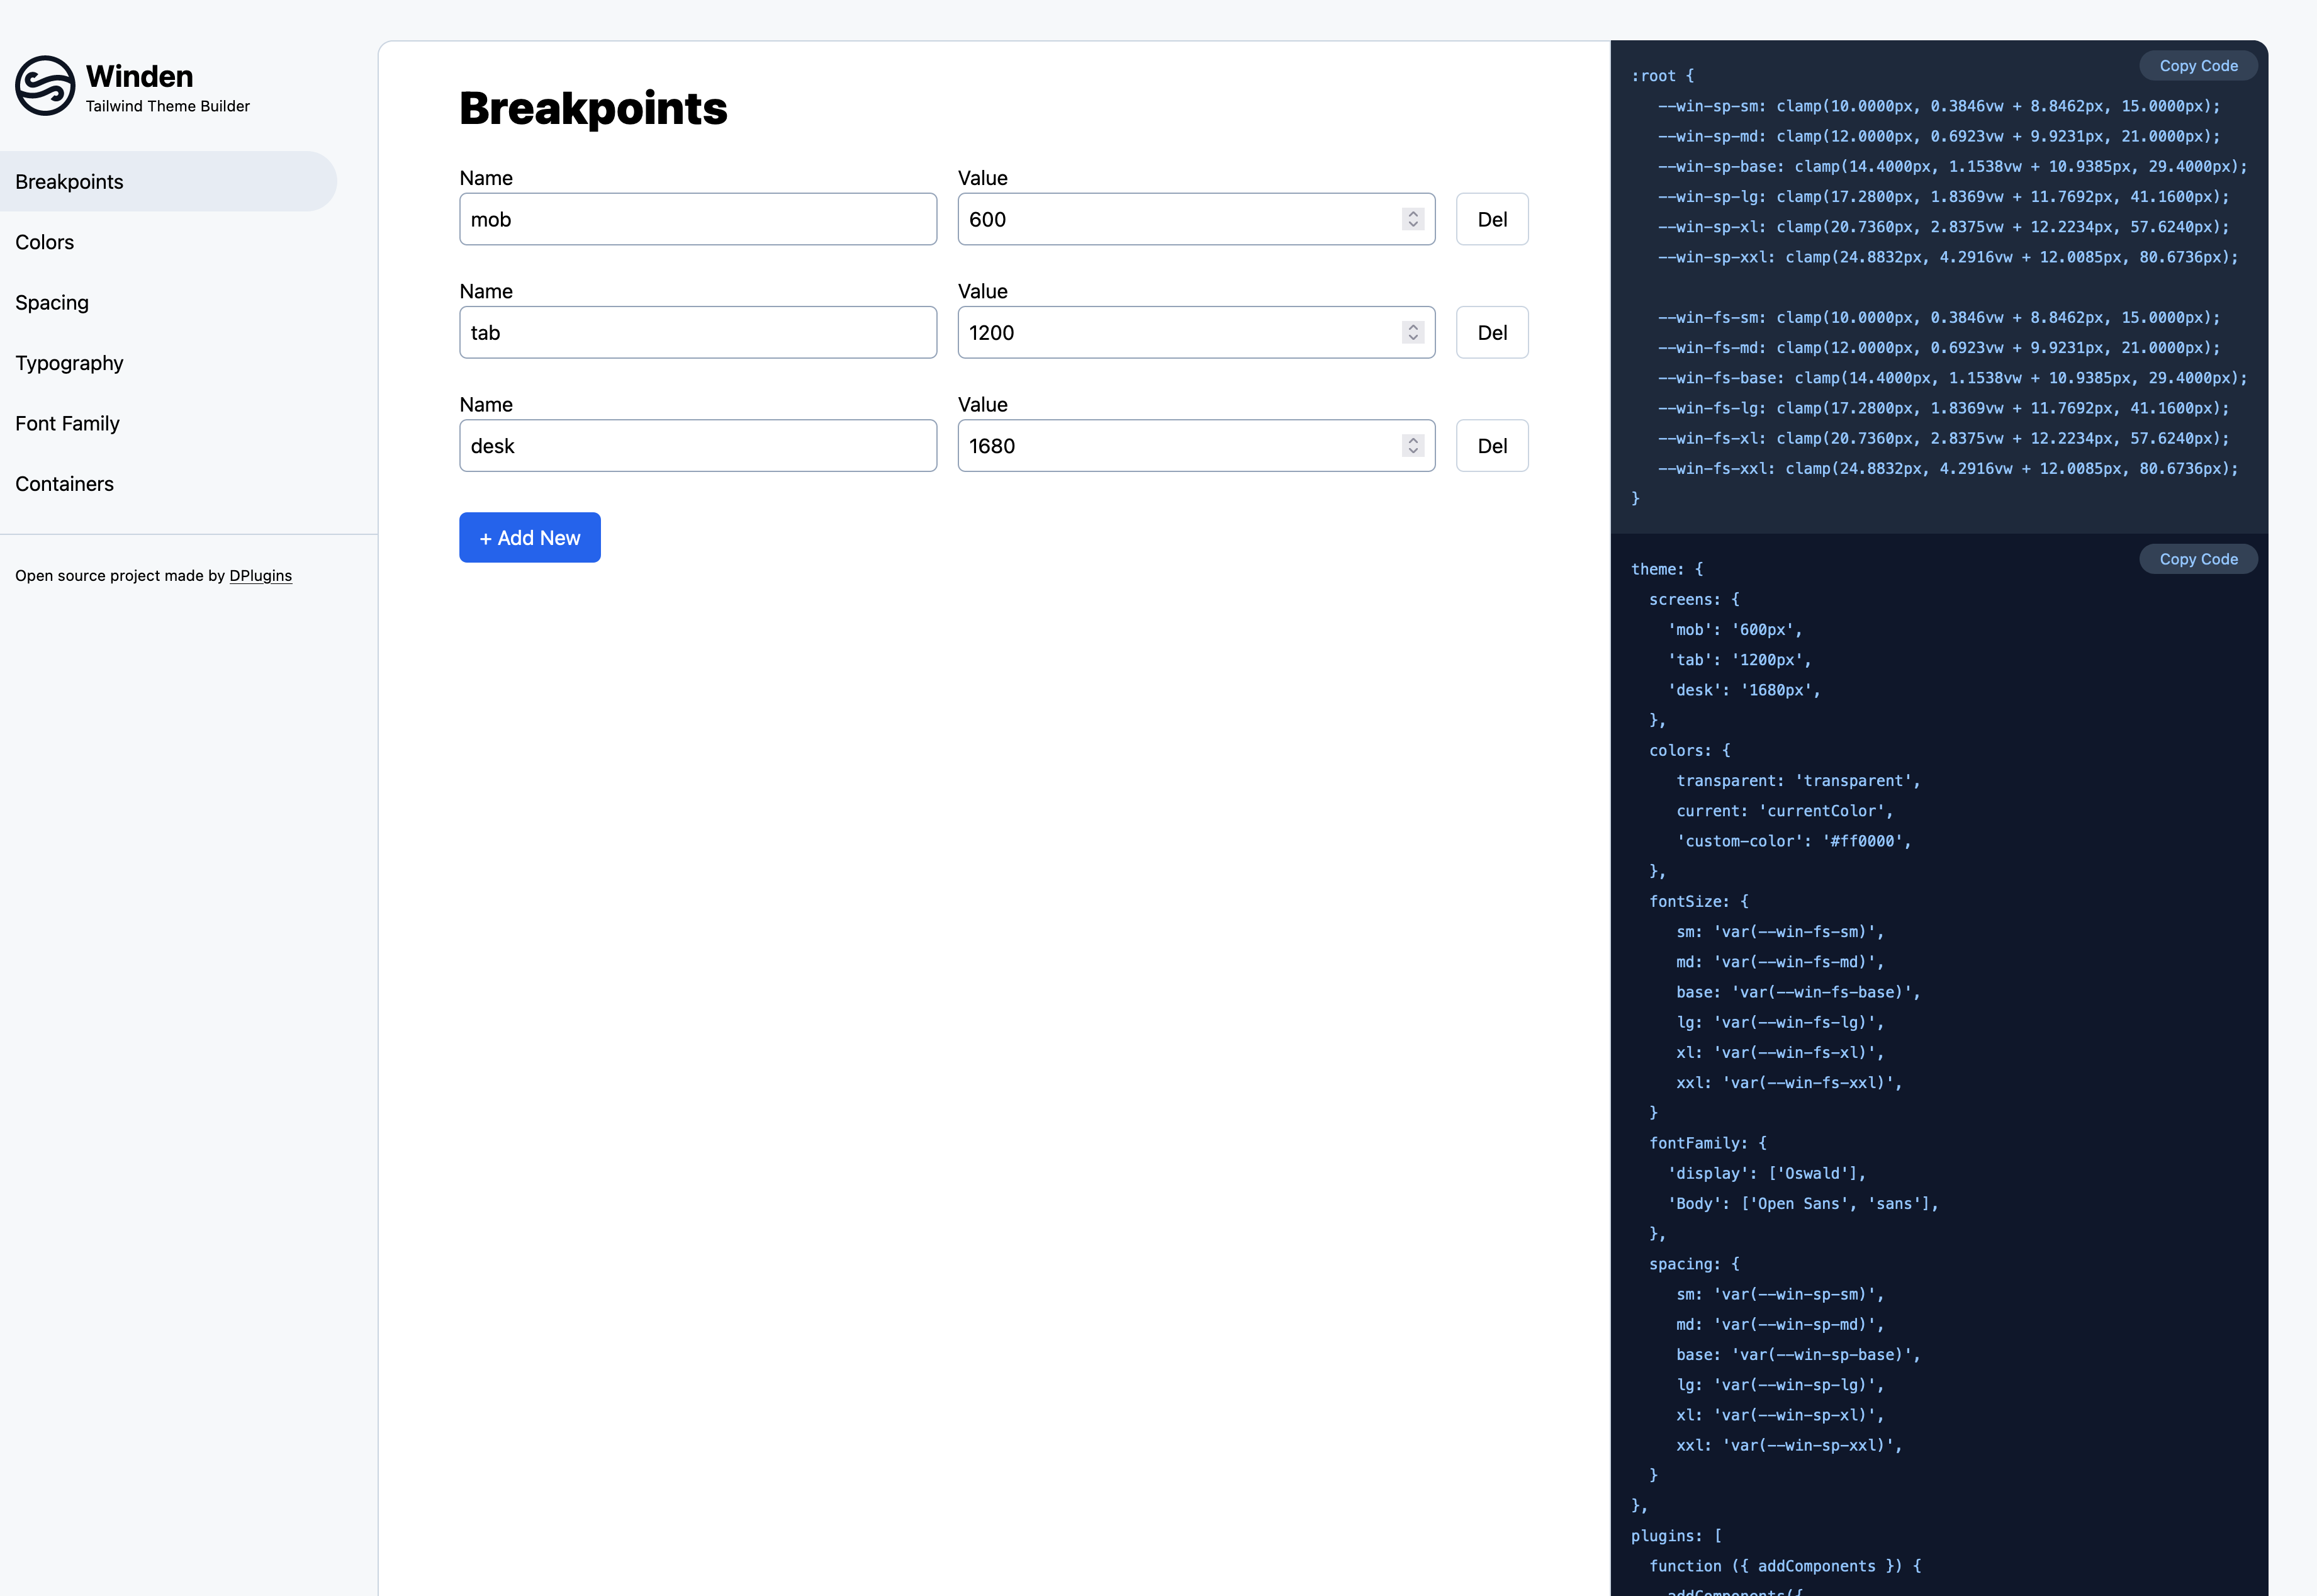 Winden
Tailwind Theme Builder
Breakpoints
Colors
Spacing
Typography
Font Family
Containers
Open source project made by DPlugins
Breakpoints
Name Value
mob 600 Del
Name Value
tab 1200 Del
Name Value
desk 1680 Del
+ Add New
Copy Code
:root {
--win-sp-sm: clamp(10.0000px, 0.3846vw + 8.8462px, 15.0000px);
--win-sp-md: clamp(12.0000px, 0.6923vw + 9.9231px, 21.0000px);
--win-sp-base: clamp(14.4000px, 1.1538vw + 10.9385px, 29.4000px);
--win-sp-lg: clamp(17.2800px, 1.8369vw + 11.7692px, 41.1600px);
--win-sp-xl: clamp(20.7360px, 2.8375vw + 12.2234px, 57.6240px);
--win-sp-xxl: clamp(24.8832px, 4.2916vw + 12.0085px, 80.6736px);
--win-fs-sm: clamp(10.0000px, 0.3846vw + 8.8462px, 15.0000px);
--win-fs-md: clamp(12.0000px, 0.6923vw + 9.9231px, 21.0000px);
--win-fs-base: clamp(14.4000px, 1.1538vw + 10.9385px, 29.4000px);
--win-fs-lg: clamp(17.2800px, 1.8369vw + 11.7692px, 41.1600px);
--win-fs-xl: clamp(20.7360px, 2.8375vw + 12.2234px, 57.6240px);
--win-fs-xxl: clamp(24.8832px, 4.2916vw + 12.0085px, 80.6736px);
}
Copy Code
theme: {
screens: {
'mob': '600px',
'tab': '1200px',
'desk': '1680px',
},
colors: {
transparent: 'transparent',
current: 'currentColor',
'custom-color': '#ff0000',
},
fontSize: {
sm: 'var(--win-fs-sm)',
md: 'var(--win-fs-md)',
base: 'var(--win-fs-base)',
lg: 'var(--win-fs-lg)',
xl: 'var(--win-fs-xl)',
xxl: 'var(--win-fs-xxl)',
}
fontFamily: {
'display': ['Oswald'],
'Body': ['Open Sans', 'sans'],
},
spacing: {
sm: 'var(--win-sp-sm)',
md: 'var(--win-sp-md)',
base: 'var(--win-sp-base)',
lg: 'var(--win-sp-lg)',
xl: 'var(--win-sp-xl)',
xxl: 'var(--win-sp-xxl)',
}
},
plugins: [
function ({ addComponents }) {
addComponents({